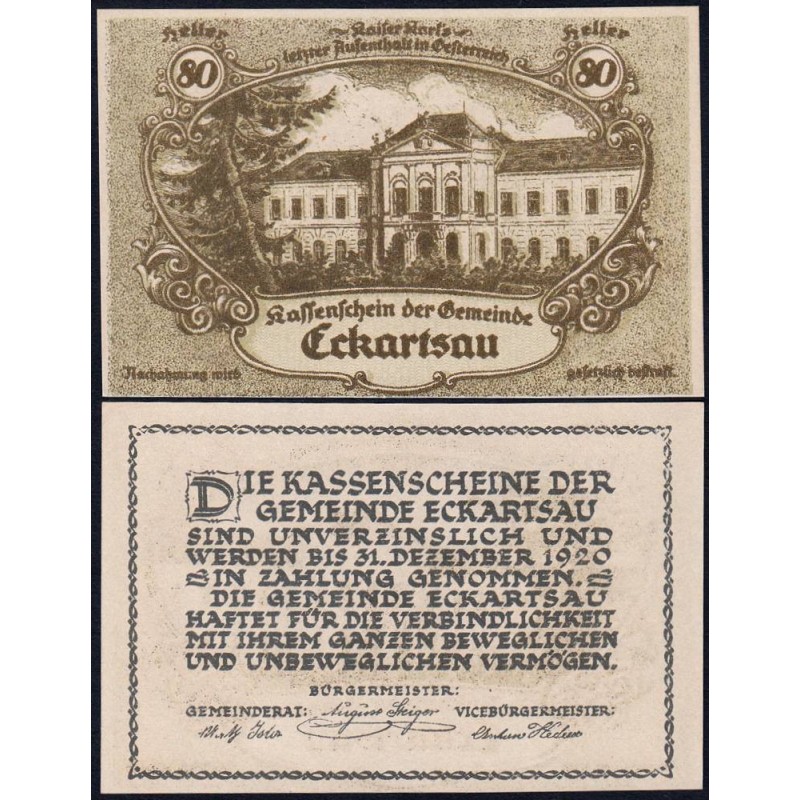 Heller
Kaiser Karl's
Heller
letzter Aufenthalt in Oesterreich
80
80
Kassenschein der Gemeinde
Eckartsau
Nachahmung wird
gesetzlich bestraft.
DIE KASSENSCHEINE DER
GEMEINDE ECKARTSAU
SIND UNVERZINSLICH UND
WERDEN BIS 31. DEZEMBER 1920
IN ZAHLUNG GENOMMEN.
DIE GEMEINDE ECKARTSAU
HAFTET FÜR DIE VERBINDLICHKEIT
MIT IHREM GANZEN BEWEGLICHEN
UND UNBEWEGLICHEN VERMÖGEN.
BÜRGERMEISTER:
GEMEINDERAT: August Steiger VICEBÜRGERMEISTER: